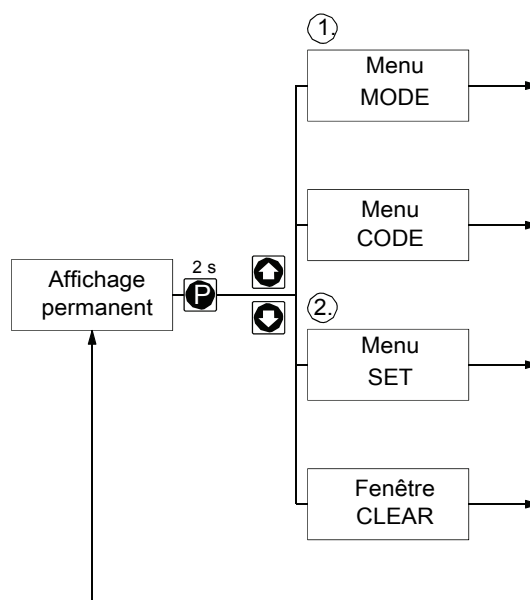 1.
Menu
MODE
Menu
CODE
2 s
P
Affichage
permanent
2.
Menu
SET
Fenêtre
CLEAR